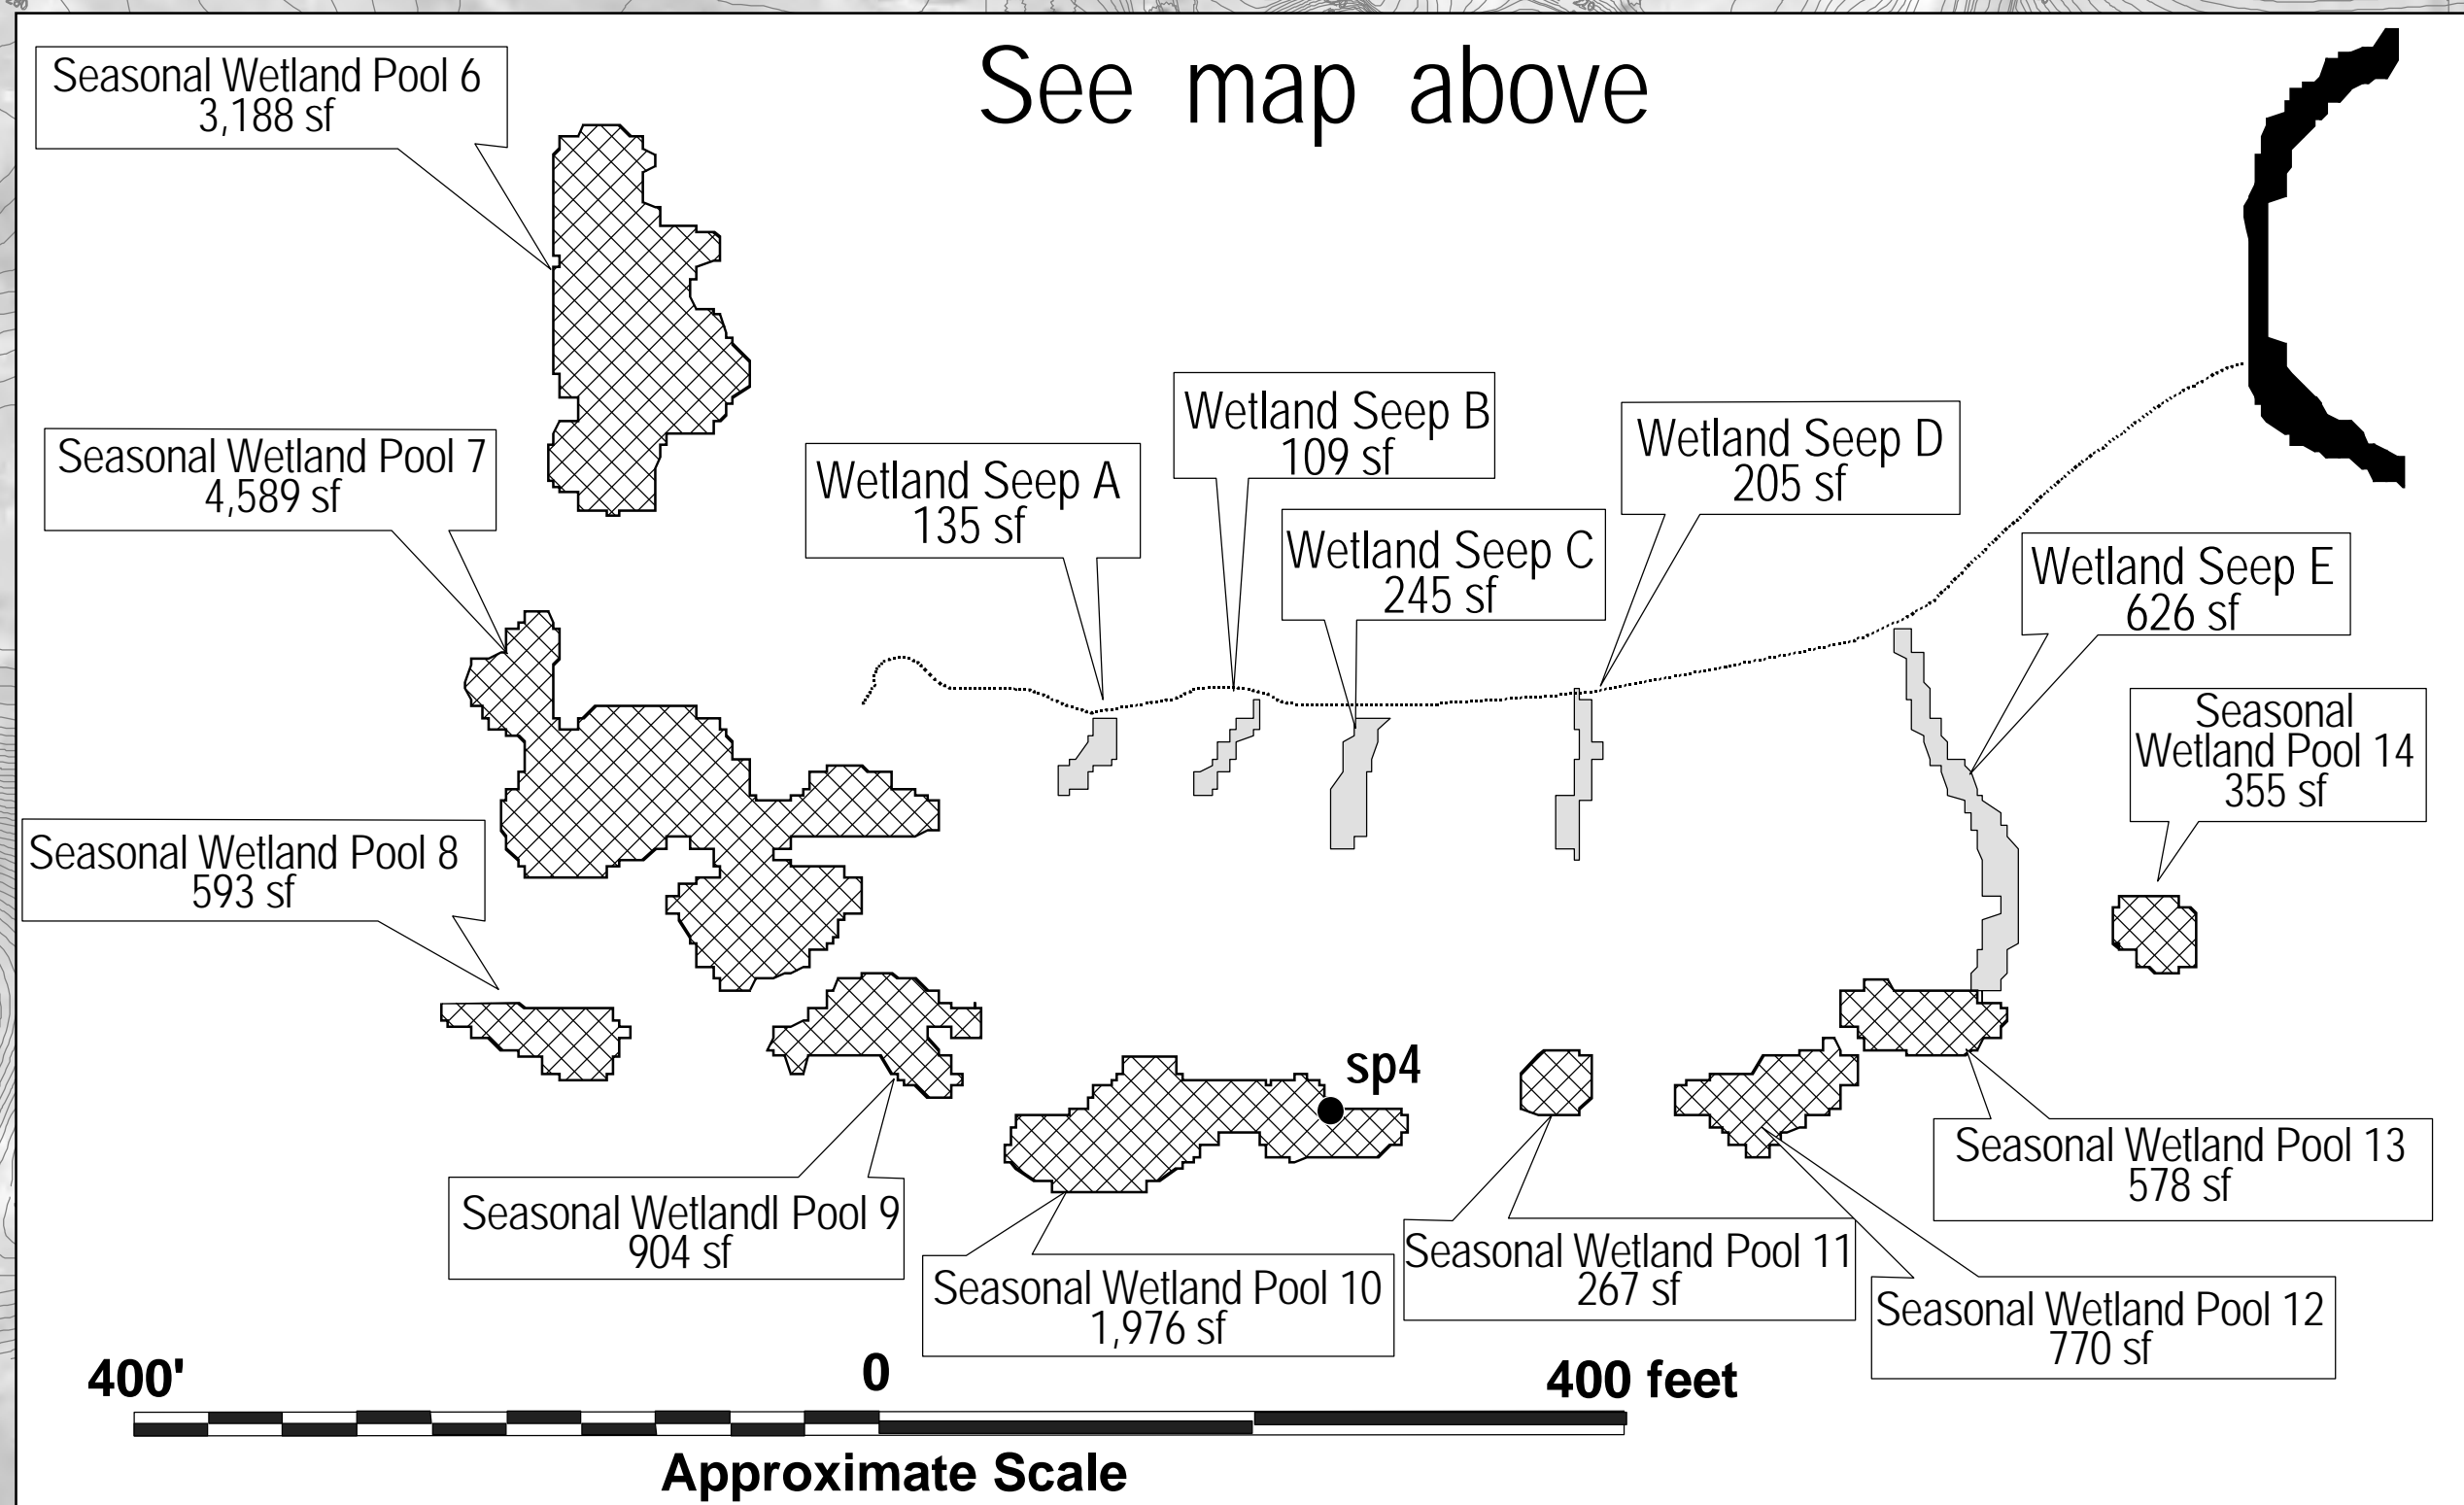 See map above
Seasonal Wetland Pool 6
3,188 sf
Seasonal Wetland Pool 7
4,589 sf
Wetland Seep A
135 sf
Wetland Seep B
109 sf
Wetland Seep C
245 sf
Wetland Seep D
205 sf
Wetland Seep E
626 sf
Seasonal
Wetland Pool 14
355 sf
Seasonal Wetland Pool 8
593 sf
sp4
Seasonal Wetlandl Pool 9
904 sf
Seasonal Wetland Pool 10
1,976 sf
Seasonal Wetland Pool 11
267 sf
Seasonal Wetland Pool 12
770 sf
Seasonal Wetland Pool 13
578 sf
400'
0
400 feet
Approximate Scale